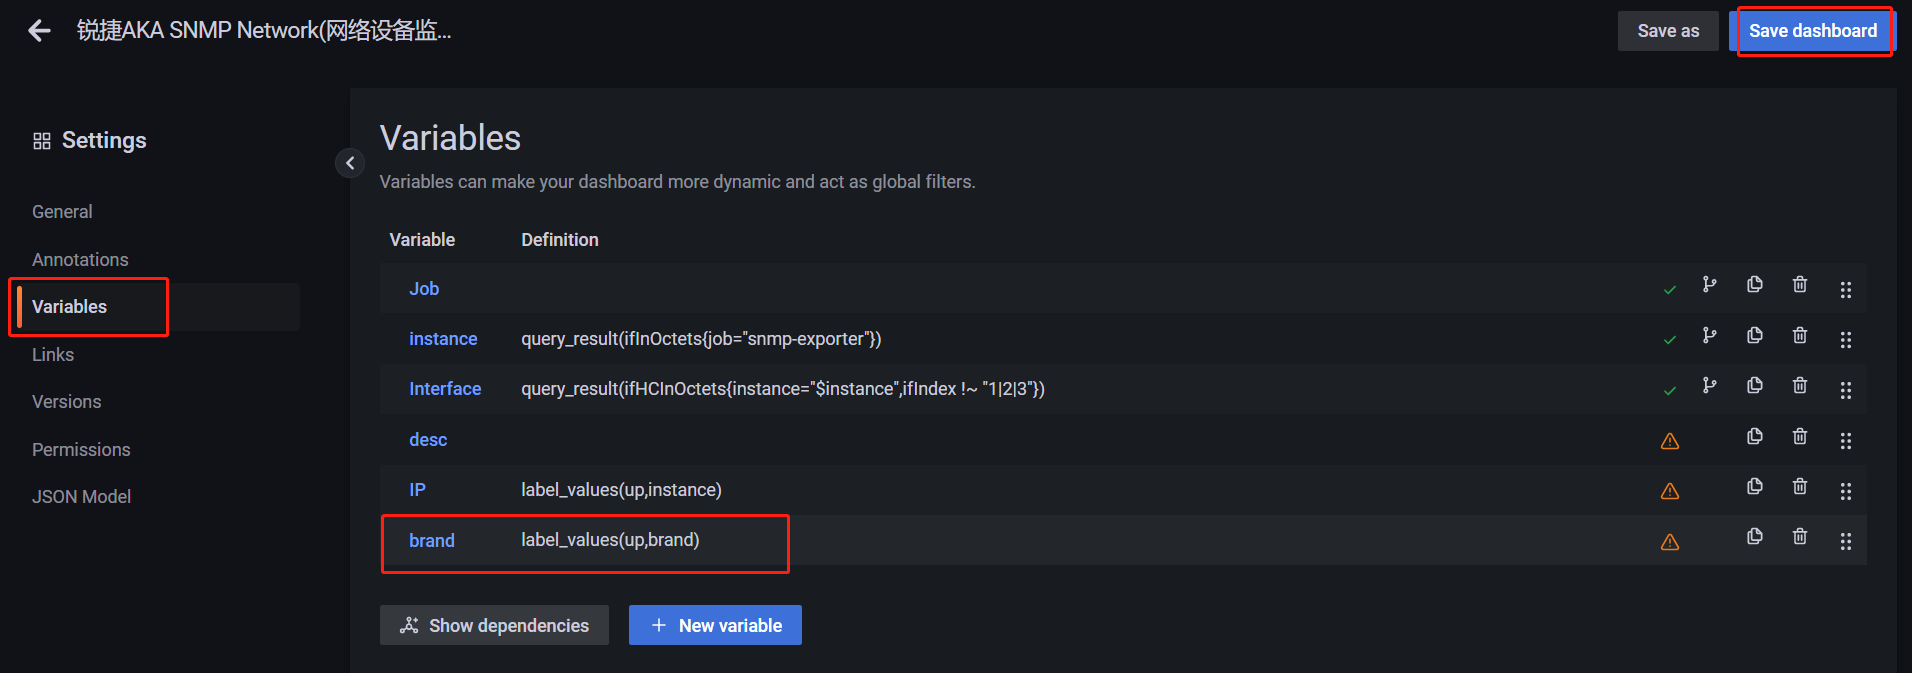 锐捷AKA SNMP Network(网络设备监...
Save as
Save dashboard
Settings
General
Annotations
Variables
Links
Versions
Permissions
JSON Model
Variables
Variables can make your dashboard more dynamic and act as global filters.
Variable Definition
Job
instance query_result(ifInOctets{job="snmp-exporter"})
Interface query_result(ifHCInOctets{instance="$instance",ifIndex !~ "1|2|3"})
desc
IP label_values(up,instance)
brand label_values(up,brand)
Show dependencies
+ New variable